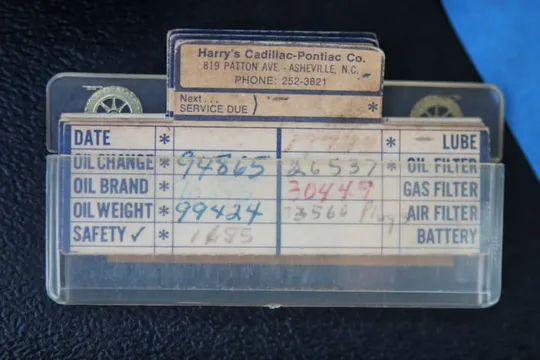 Harry's Cadillac-Pontiac Co.
819 PATTON AVE. - ASHEVILLE, N.C.
PHONE: 252-3821
Next...
SERVICE DUE
*
DATE * LUBE
OIL CHANGE * 94865 26537 * OIL FILTER
OIL BRAND * 30449 GAS FILTER
OIL WEIGHT * 99424 AIR FILTER
SAFETY ✓ * 1685 BATTERY